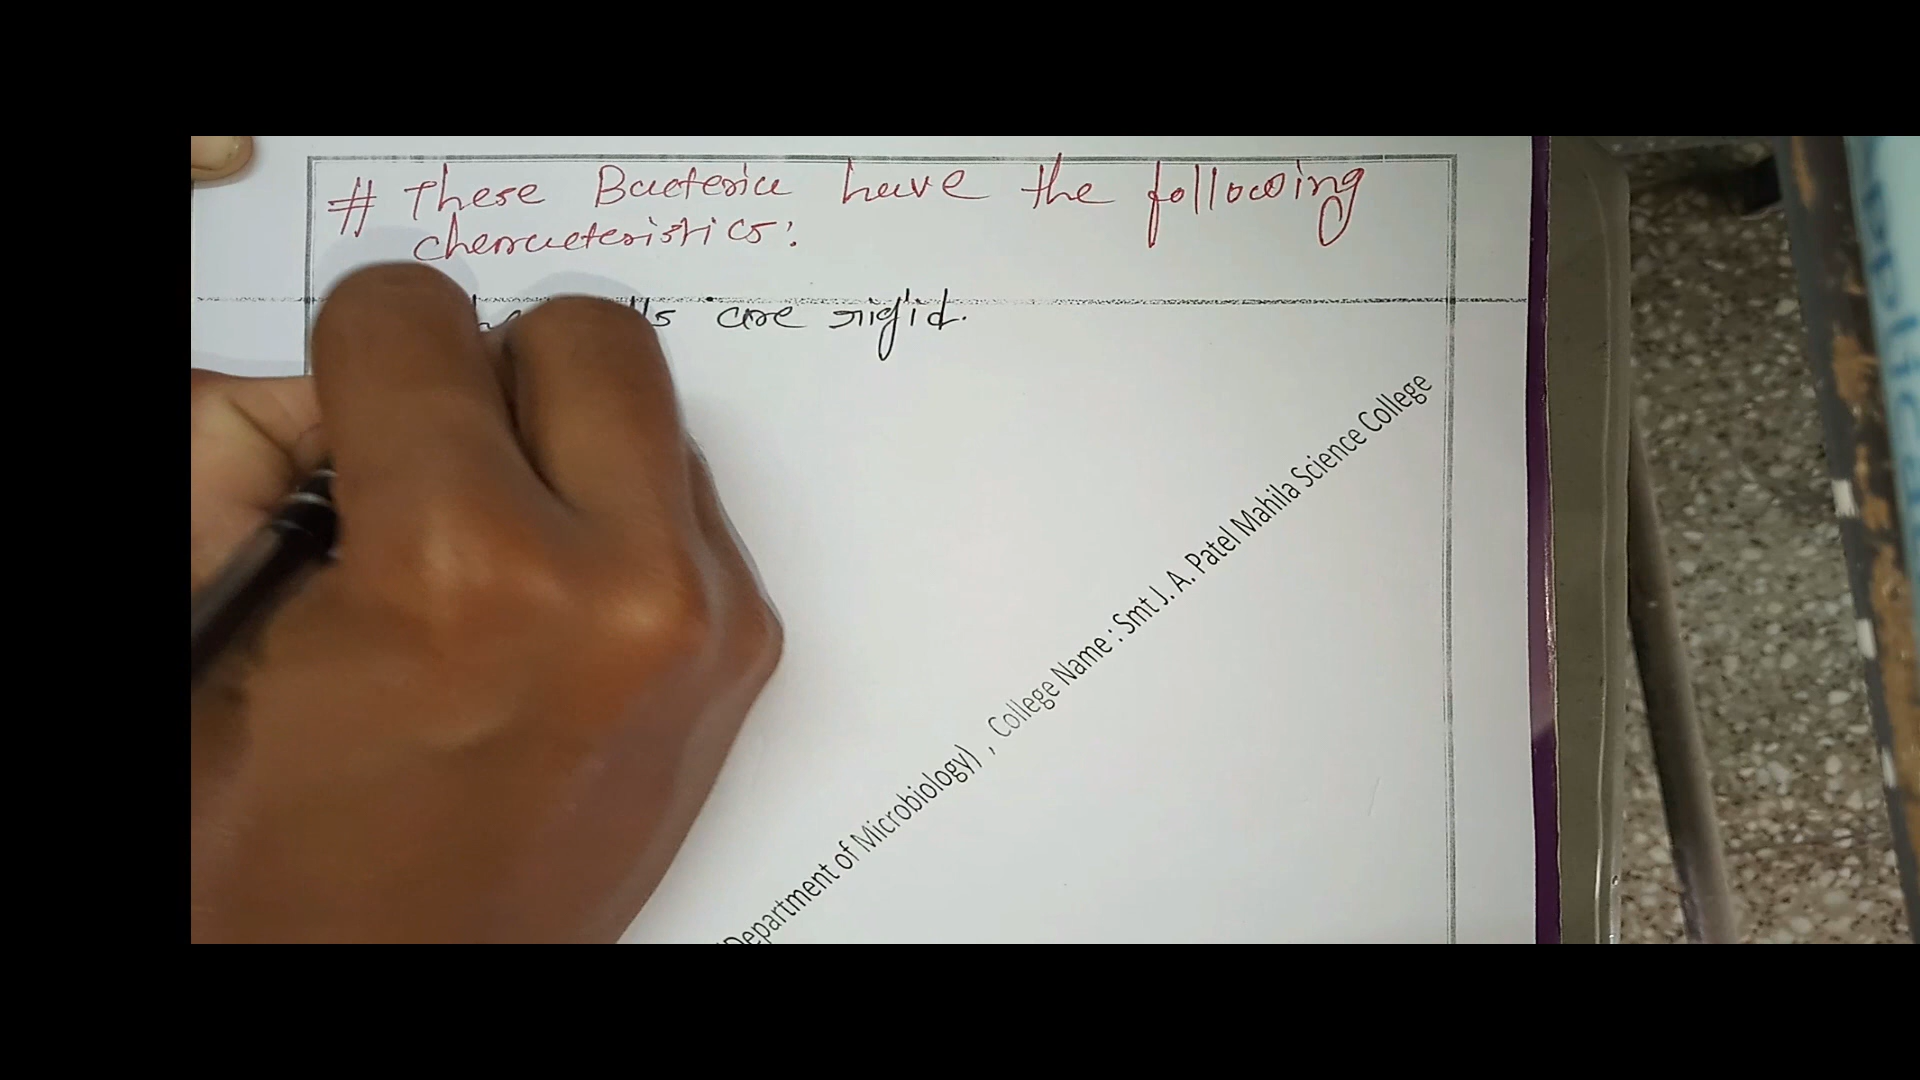 # These Bacteria have the following
characteristics:
are rigid.
Department of Microbiology) , College Name : Smt J. A. Patel Mahila Science College